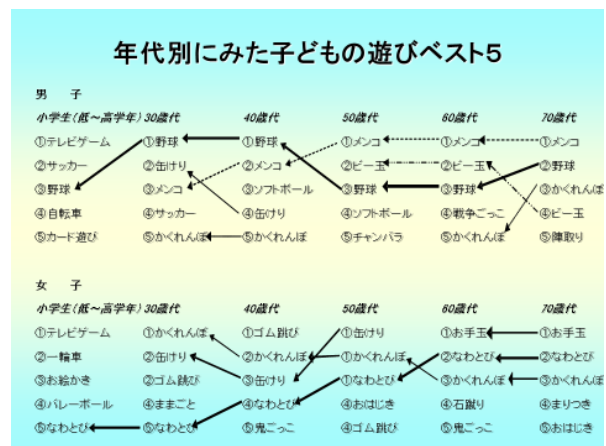 年代別にみた子どもの遊びベスト5
男 子
小学生(低~高学年) 30歳代 40歳代 50歳代 60歳代 70歳代
①テレビゲーム ①野球 ①野球 ①メンコ ①メンコ ①メンコ
②サッカー ②缶けり ②メンコ ②ビー玉 ②ビー玉 ②野球
③野球 ③メンコ ③ソフトボール ③野球 ③野球 ③かくれんぼ
④自転車 ④サッカー ④缶けり ④ソフトボール ④戦争ごっこ ④ビー玉
⑤カード遊び ⑤かくれんぼ ⑤かくれんぼ ⑤チャンバラ ⑤かくれんぼ ⑤陣取り
女 子
小学生(低~高学年) 30歳代 40歳代 50歳代 60歳代 70歳代
①テレビゲーム ①かくれんぼ ①ゴム跳び ①缶けり ①お手玉 ①お手玉
②一輪車 ②缶けり ②かくれんぼ ①かくれんぼ ②なわとび ②なわとび
③お絵かき ②ゴム跳び ③缶けり ①なわとび ③かくれんぼ ③かくれんぼ
④バレーボール ④ままごと ④なわとび ④おはじき ④石蹴り ④まりつき
⑤なわとび ⑤なわとび ⑤鬼ごっこ ④ゴム跳び ⑤鬼ごっこ ⑤おはじき